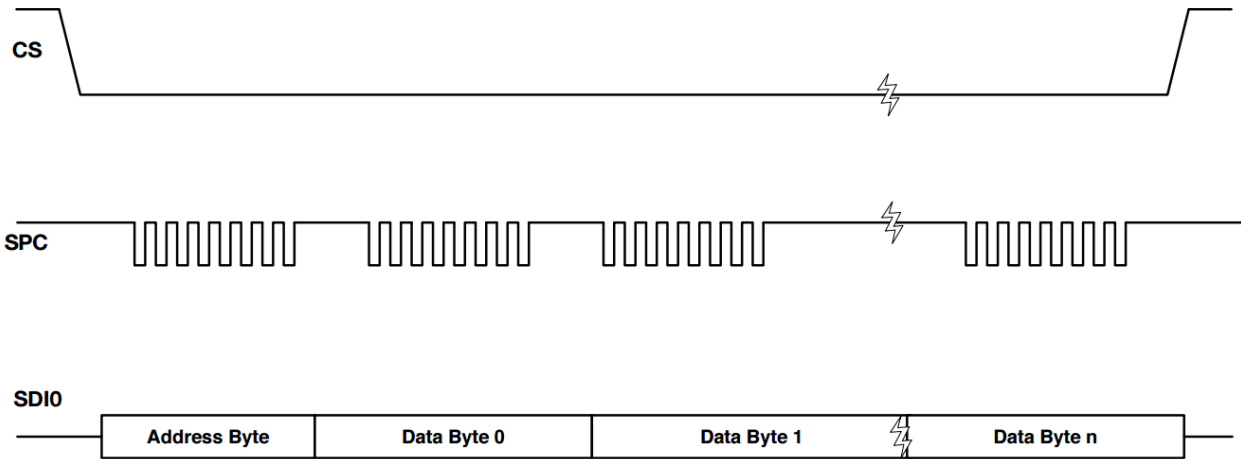 CS
SPC
SDI0
Address Byte Data Byte 0 Data Byte 1 Data Byte n